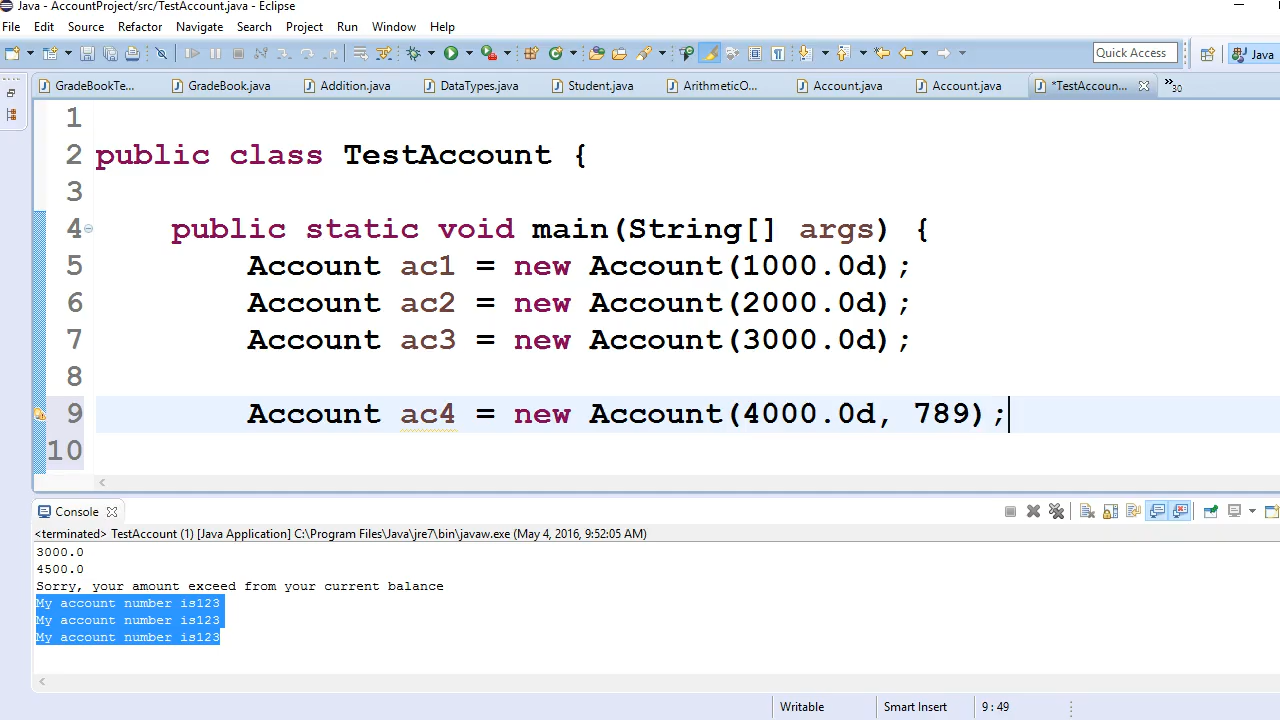 Java - AccountProject/src/TestAccount.java - Eclipse
File Edit Source Refactor Navigate Search Project Run Window Help
Quick Access Java
GradeBookTe... GradeBook.java Addition.java DataTypes.java Student.java ArithmeticO... Account.java Account.java *TestAccoun... »30
1
2 public class TestAccount {
3
4 public static void main(String[] args) {
5 Account ac1 = new Account(1000.0d);
6 Account ac2 = new Account(2000.0d);
7 Account ac3 = new Account(3000.0d);
8
9 Account ac4 = new Account(4000.0d, 789);
10
Console
<terminated> TestAccount (1) [Java Application] C:\Program Files\Java\jre7\bin\javaw.exe (May 4, 2016, 9:52:05 AM)
3000.0
4500.0
Sorry, your amount exceed from your current balance
My account number is123
My account number is123
My account number is123
Writable Smart Insert 9 : 49